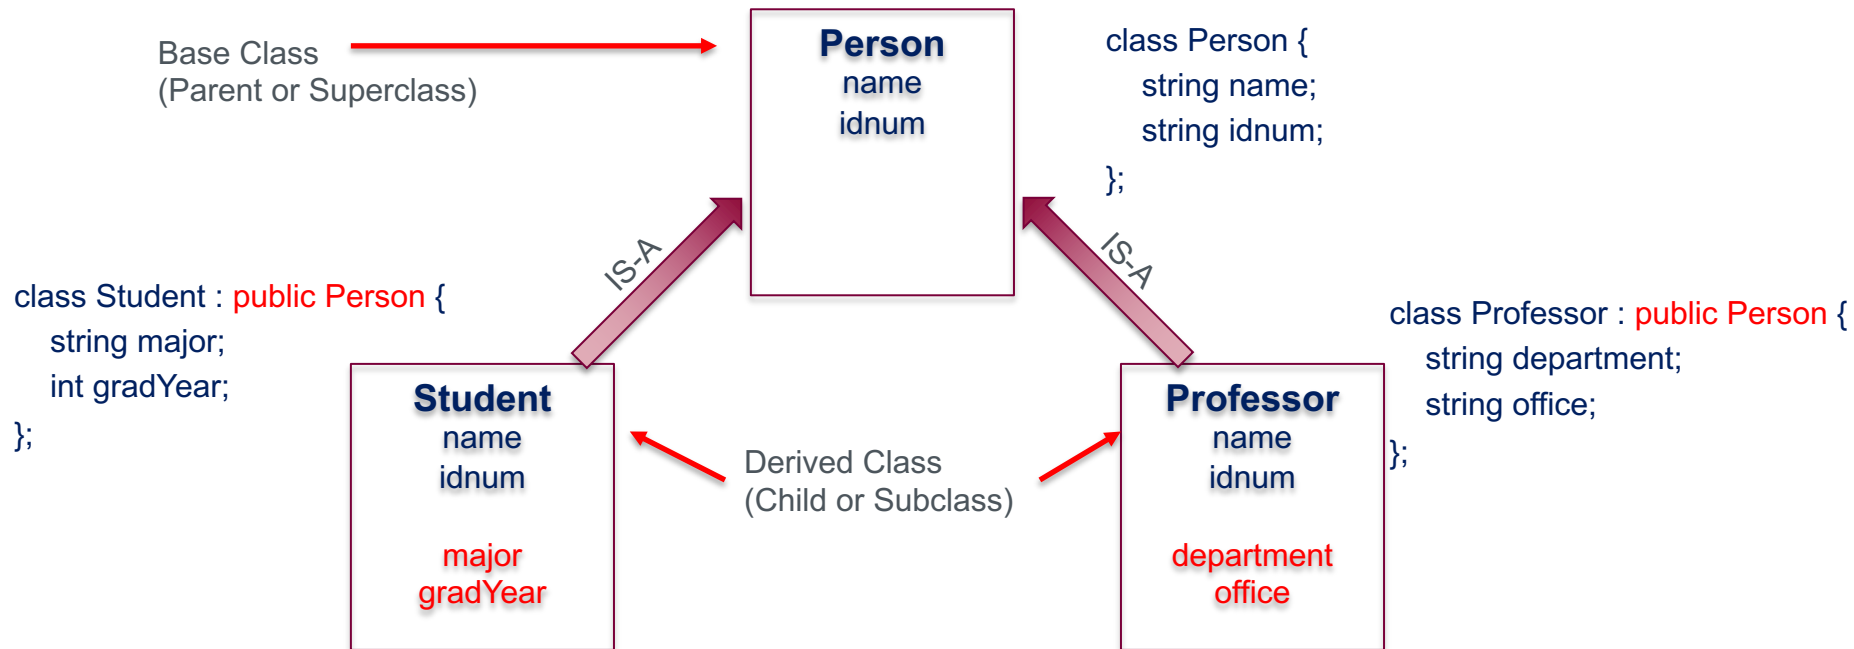 Base Class
(Parent or Superclass)
Person
name
idnum
class Person {
string name;
string idnum;
};
IS-A
IS-A
class Student : public Person {
string major;
int gradYear;
};
Student
name
idnum
major
gradYear
Derived Class
(Child or Subclass)
Professor
name
idnum
department
office
class Professor : public Person {
string department;
string office;
};